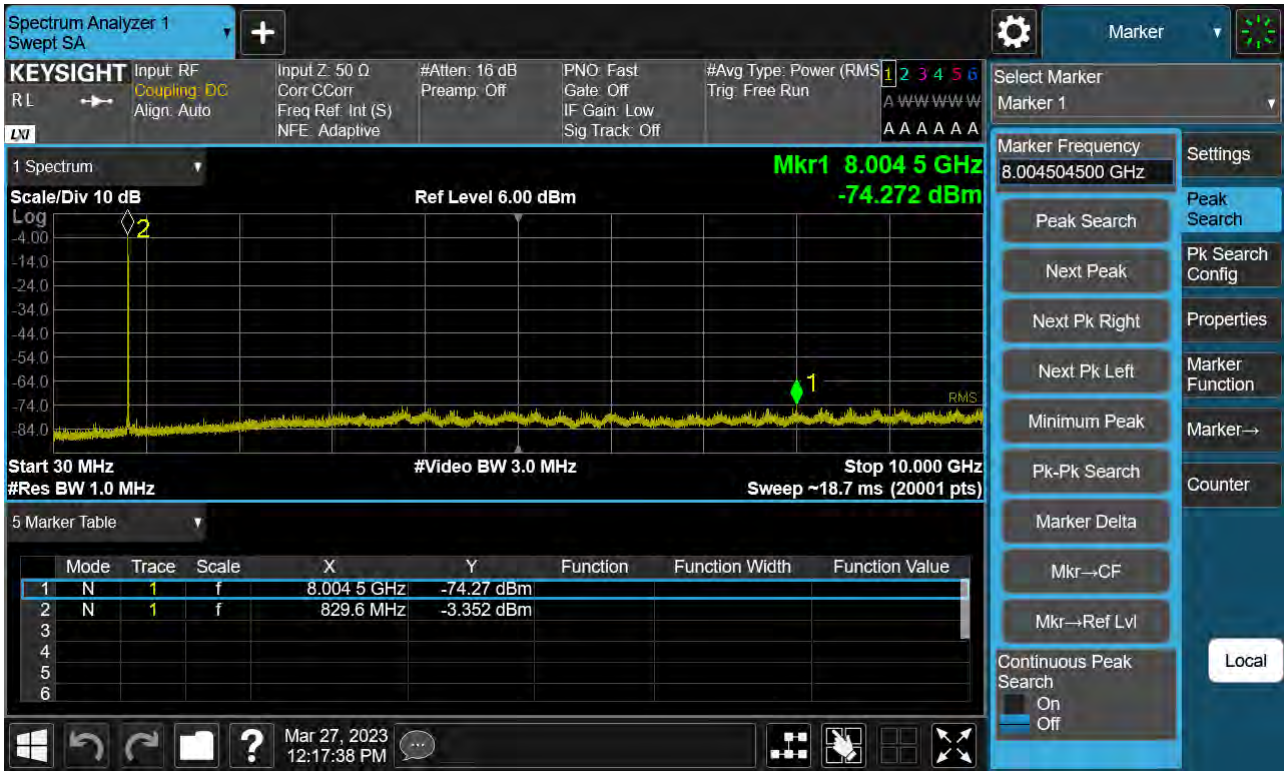 Spectrum Analyzer 1
Swept SA
+
Marker
KEYSIGHT
RL
LXI
Input: RF
Coupling: DC
Align: Auto
Input Z: 50 Ω
Corr CCorr
Freq Ref: Int (S)
NFE: Adaptive
#Atten: 16 dB
Preamp: Off
PNO: Fast
Gate: Off
IF Gain: Low
Sig Track: Off
#Avg Type: Power (RMS
Trig: Free Run
1 2 3 4 5 6
A W W W W W
A A A A A A
Select Marker
Marker 1
1 Spectrum
Mkr1 8.004 5 GHz
-74.272 dBm
Scale/Div 10 dB
Ref Level 6.00 dBm
Log
-4.00
-14.0
-24.0
-34.0
-44.0
-54.0
-64.0
-74.0
-84.0
2
1
RMS
Start 30 MHz
#Video BW 3.0 MHz
Stop 10.000 GHz
#Res BW 1.0 MHz
Sweep ~18.7 ms (20001 pts)
5 Marker Table
Mode Trace Scale X Y Function Function Width Function Value
1 N 1 f 8.004 5 GHz -74.27 dBm
2 N 1 f 829.6 MHz -3.352 dBm
3
4
5
6
Marker Frequency
8.004504500 GHz
Peak Search
Next Peak
Next Pk Right
Next Pk Left
Minimum Peak
Pk-Pk Search
Marker Delta
Mkr→CF
Mkr→Ref Lvl
Continuous Peak
Search
On
Off
Settings
Peak
Search
Pk Search
Config
Properties
Marker
Function
Marker→
Counter
Local
?
Mar 27, 2023
12:17:38 PM